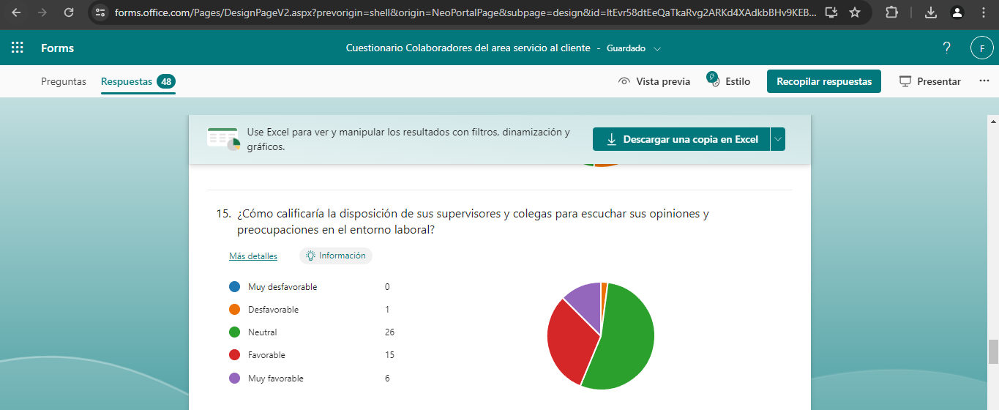 forms.office.com/Pages/DesignPageV2.aspx?prevorigin=shell&origin=NeoPortalPage&subpage=design&id=ItEvr58dtEeQaTkaRvg2ARKd4XAdkbBHv9KEB...
Forms
Cuestionario Colaboradores del area servicio al cliente - Guardado
?
F
Preguntas
Respuestas 48
Vista previa
Estilo
Recopilar respuestas
Presentar
...
Use Excel para ver y manipular los resultados con filtros, dinamización y
gráficos.
Descargar una copia en Excel
15. ¿Cómo calificaría la disposición de sus supervisores y colegas para escuchar sus opiniones y
preocupaciones en el entorno laboral?
Más detalles
Información
Muy desfavorable 0
Desfavorable 1
Neutral 26
Favorable 15
Muy favorable 6